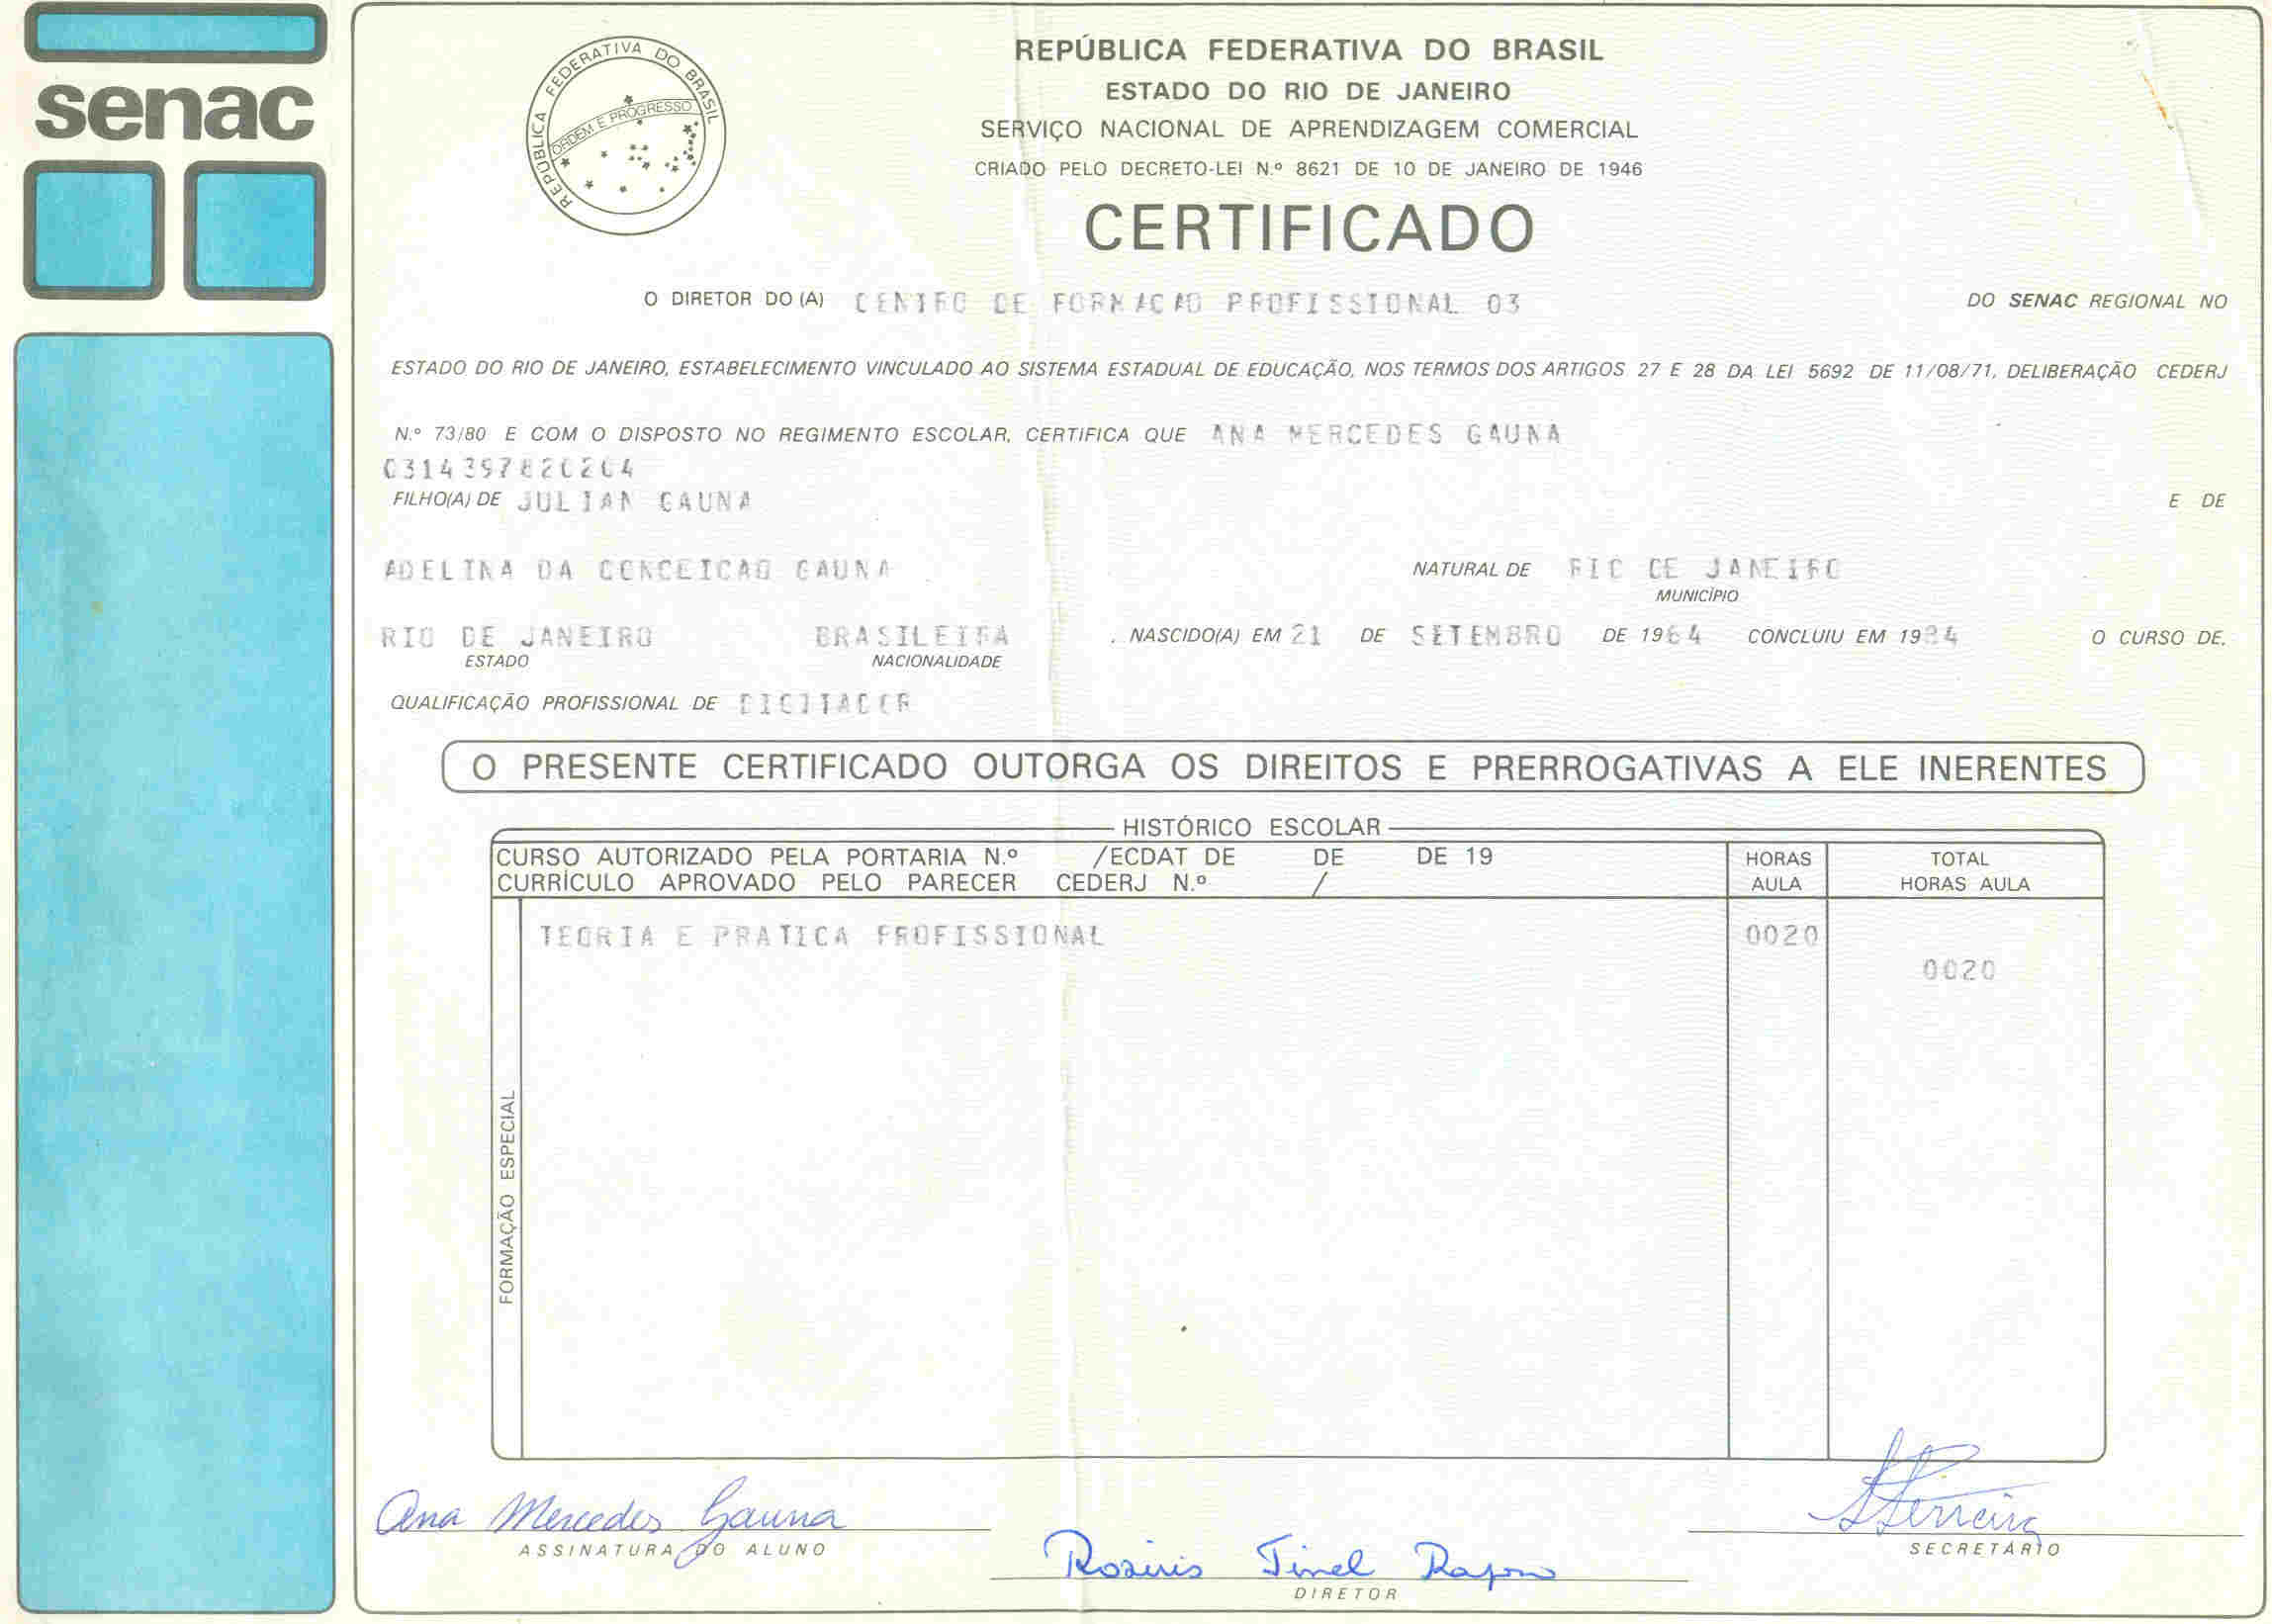 senac
REPÚBLICA FEDERATIVA DO BRASIL
ORDEM E PROGRESSO
REPÚBLICA FEDERATIVA DO BRASIL
ESTADO DO RIO DE JANEIRO
SERVIÇO NACIONAL DE APRENDIZAGEM COMERCIAL
CRIADO PELO DECRETO-LEI N.º 8621 DE 10 DE JANEIRO DE 1946
CERTIFICADO
O DIRETOR DO (A) CENTRO DE FORMACAO PROFISSIONAL 03 DO SENAC REGIONAL NO
ESTADO DO RIO DE JANEIRO, ESTABELECIMENTO VINCULADO AO SISTEMA ESTADUAL DE EDUCAÇÃO, NOS TERMOS DOS ARTIGOS 27 E 28 DA LEI 5692 DE 11/08/71, DELIBERAÇÃO CEDERJ
N.º 73/80 E COM O DISPOSTO NO REGIMENTO ESCOLAR, CERTIFICA QUE ANA MERCEDES GAUNA
FILHO(A) DE JULIAN GAUNA E DE
ADELINA DA CONCEICAO GAUNA NATURAL DE RIO DE JANEIRO
MUNICÍPIO
RIO DE JANEIRO BRASILEIRA . NASCIDO(A) EM 21 DE SETEMBRO DE 1964 CONCLUIU EM 1984 O CURSO DE.
ESTADO NACIONALIDADE
QUALIFICAÇÃO PROFISSIONAL DE DIGITADOR
O PRESENTE CERTIFICADO OUTORGA OS DIREITOS E PRERROGATIVAS A ELE INERENTES
HISTÓRICO ESCOLAR
CURSO AUTORIZADO PELA PORTARIA N.º /ECDAT DE DE DE 19 HORAS TOTAL
CURRÍCULO APROVADO PELO PARECER CEDERJ N.º / AULA HORAS AULA
TEORIA E PRATICA PROFISSIONAL 0020
0020
FORMAÇÃO ESPECIAL
Ana Mercedes Gauna
ASSINATURA DO ALUNO
DIRETOR
SECRETÁRIO